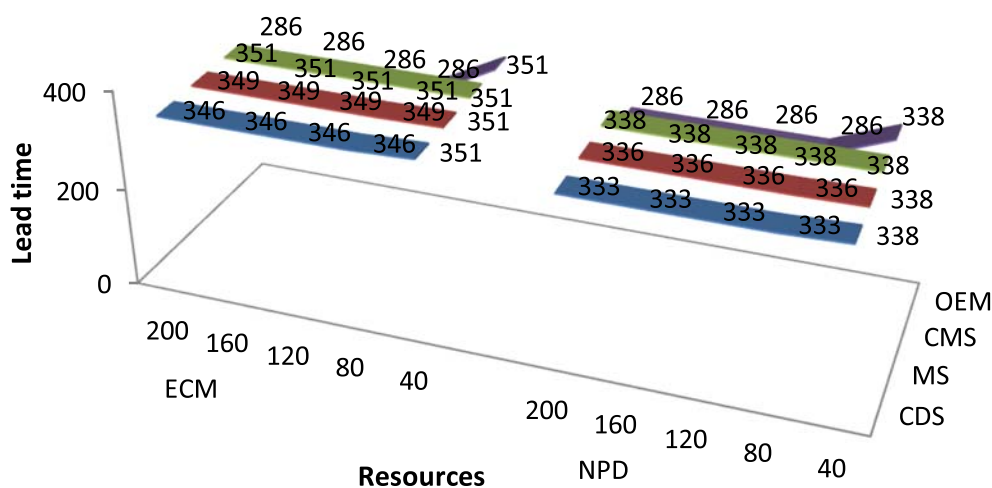 286 286 286 286 351
351 351 351 351 351
349 349 349 349 351
346 346 346 346 351
286 286 286 286 338
338 338 338 338 338
336 336 336 336 338
333 333 333 333 338
400
200
0
Lead time
200 160 120 80 40
ECM
200 160 120 80 40
NPD
Resources
OEM
CMS
MS
CDS